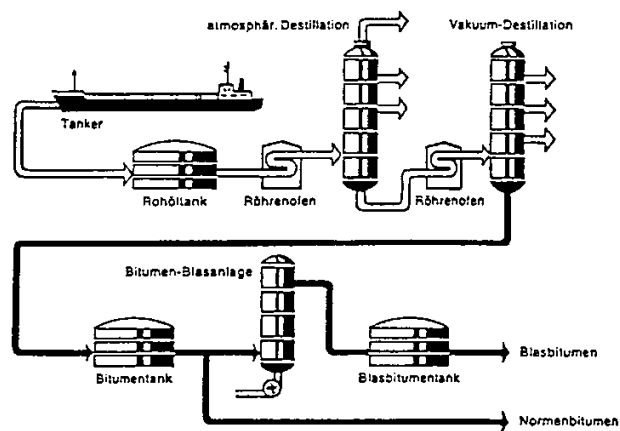 atmosphär. Destillation
Vakuum-Destillation
Tanker
Rohöltank
Röhrenofen
Röhrenofen
Bitumen-Blasanlage
Bitumentank
Blasbitumentank
Blasbitumen
Normenbitumen